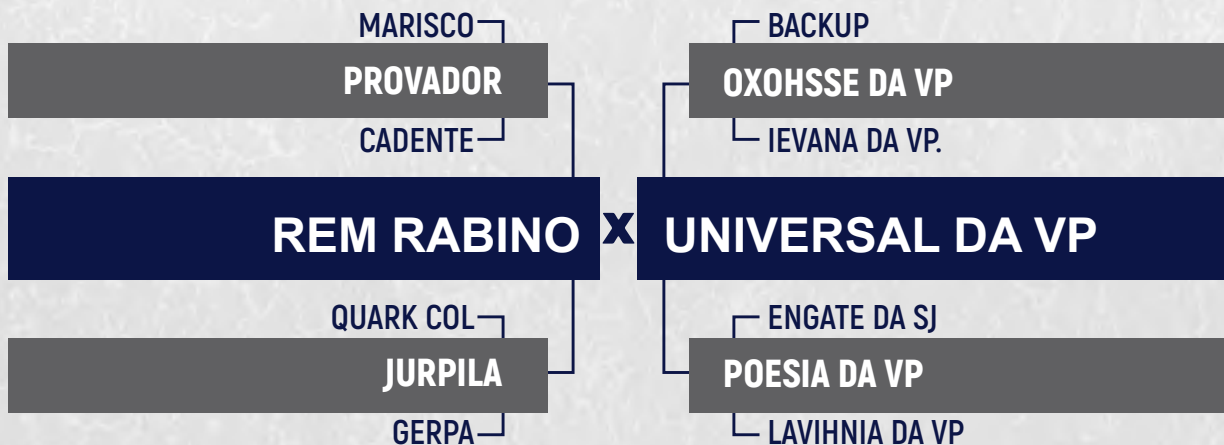 MARISCO
BACKUP
PROVADOR
OXOHSSE DA VP
CADENTE
IEVANA DA VP.
REM RABINO X UNIVERSAL DA VP
QUARK COL
ENGATE DA SJ
JURPILA
POESIA DA VP
GERPA
LAVIHNIA DA VP